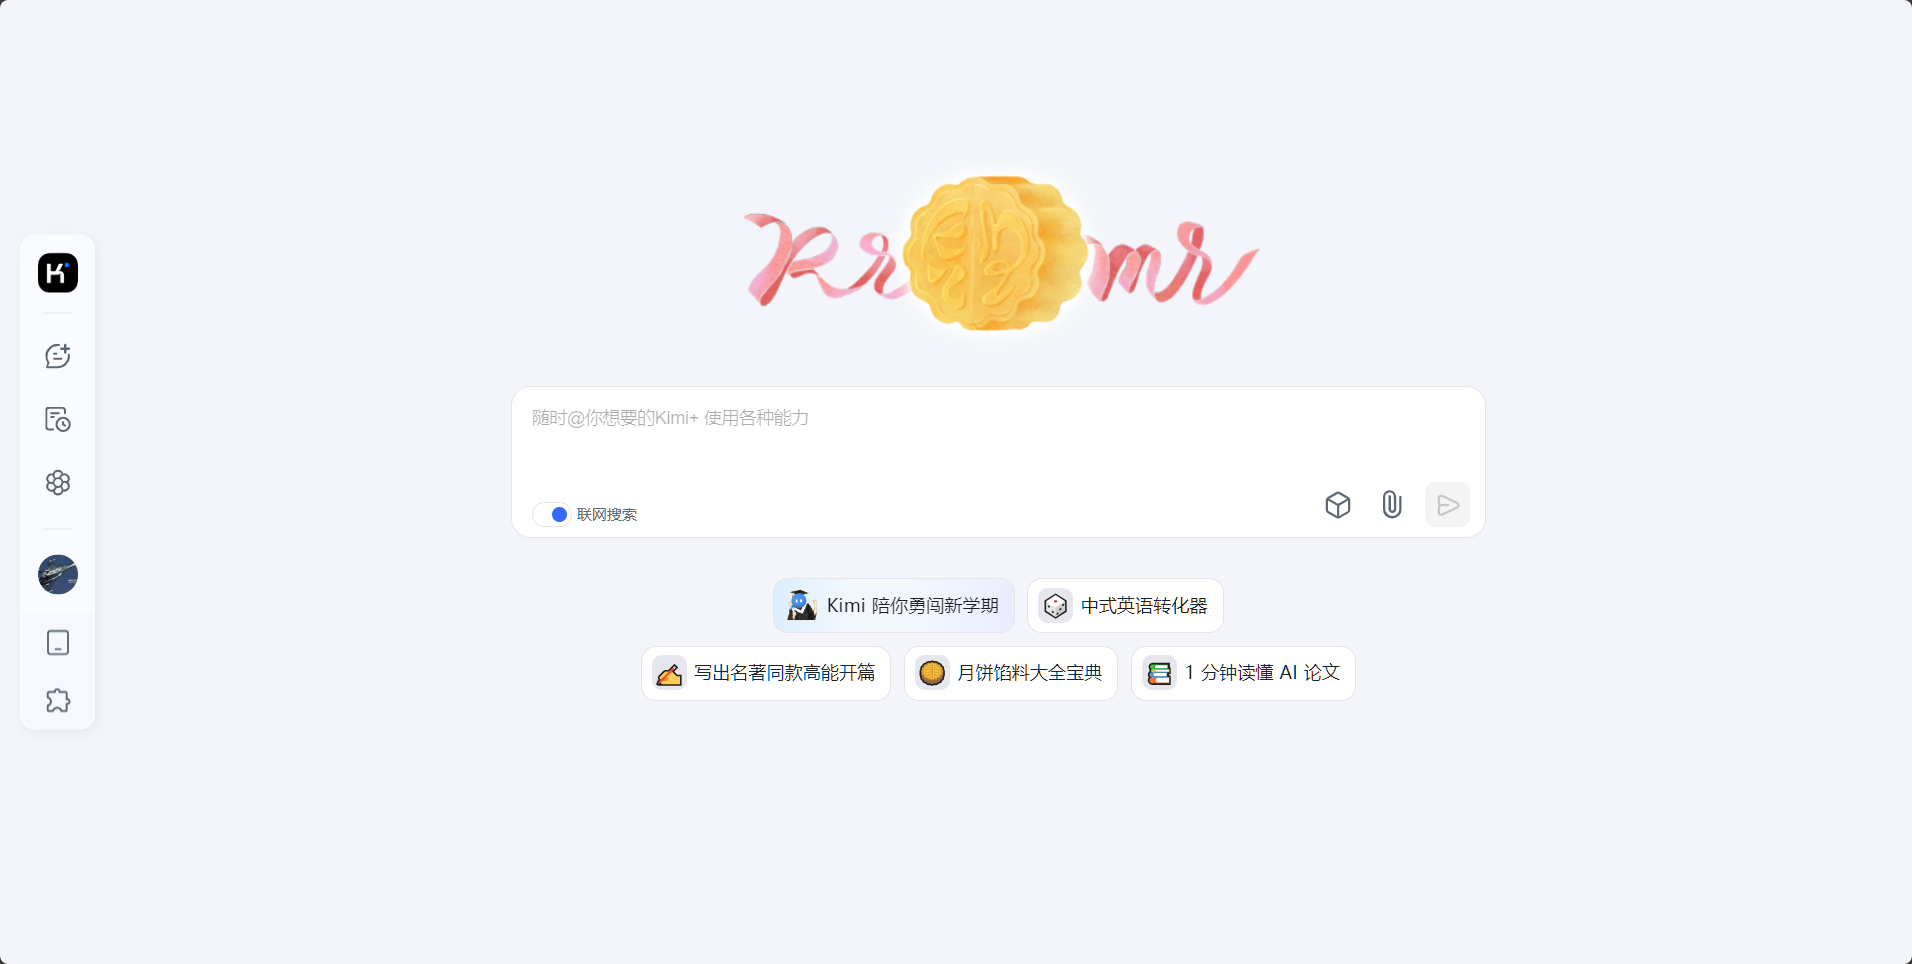 随时@你想要的Kimi+ 使用各种能力
联网搜索
Kimi 陪你勇闯新学期
中式英语转化器
写出名著同款高能开篇
月饼馅料大全宝典
1 分钟读懂 AI 论文